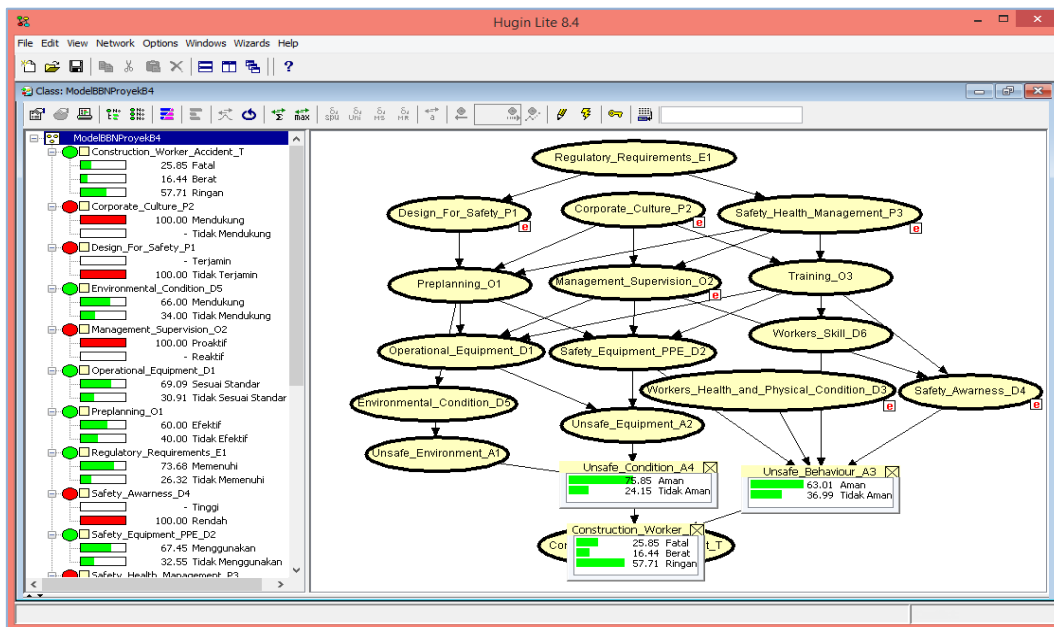 Hugin Lite 8.4
File Edit View Network Options Windows Wizards Help
Class: ModelBBNProyekB4
ModelBBNProyekB4
Construction_Worker_Accident_T
25.85 Fatal
16.44 Berat
57.71 Ringan
Corporate_Culture_P2
100.00 Mendukung
- Tidak Mendukung
Design_For_Safety_P1
- Terjamin
100.00 Tidak Terjamin
Environmental_Condition_D5
66.00 Mendukung
34.00 Tidak Mendukung
Management_Supervision_O2
100.00 Proaktif
- Reaktif
Operational_Equipment_D1
69.09 Sesuai Standar
30.91 Tidak Sesuai Standar
Preplanning_O1
60.00 Efektif
40.00 Tidak Efektif
Regulatory_Requirements_E1
73.68 Memenuhi
26.32 Tidak Memenuhi
Safety_Awarness_D4
- Tinggi
100.00 Rendah
Safety_Equipment_PPE_D2
67.45 Menggunakan
32.55 Tidak Menggunakan
Safety_Health_Management_P3
Regulatory_Requirements_E1
Design_For_Safety_P1
e
Corporate_Culture_P2
e
Safety_Health_Management_P3
e
Preplanning_O1
Management_Supervision_O2
e
Training_O3
Operational_Equipment_D1
Safety_Equipment_PPE_D2
Workers_Skill_D6
Environmental_Condition_D5
Workers_Health_and_Physical_Condition_D3
e
Safety_Awarness_D4
e
Unsafe_Equipment_A2
Unsafe_Environment_A1
Unsafe_Condition_A4
75.85 Aman
24.15 Tidak Aman
Unsafe_Behaviour_A3
63.01 Aman
36.99 Tidak Aman
Construction_Worker_
25.85 Fatal
16.44 Berat
57.71 Ringan
Con
t_T